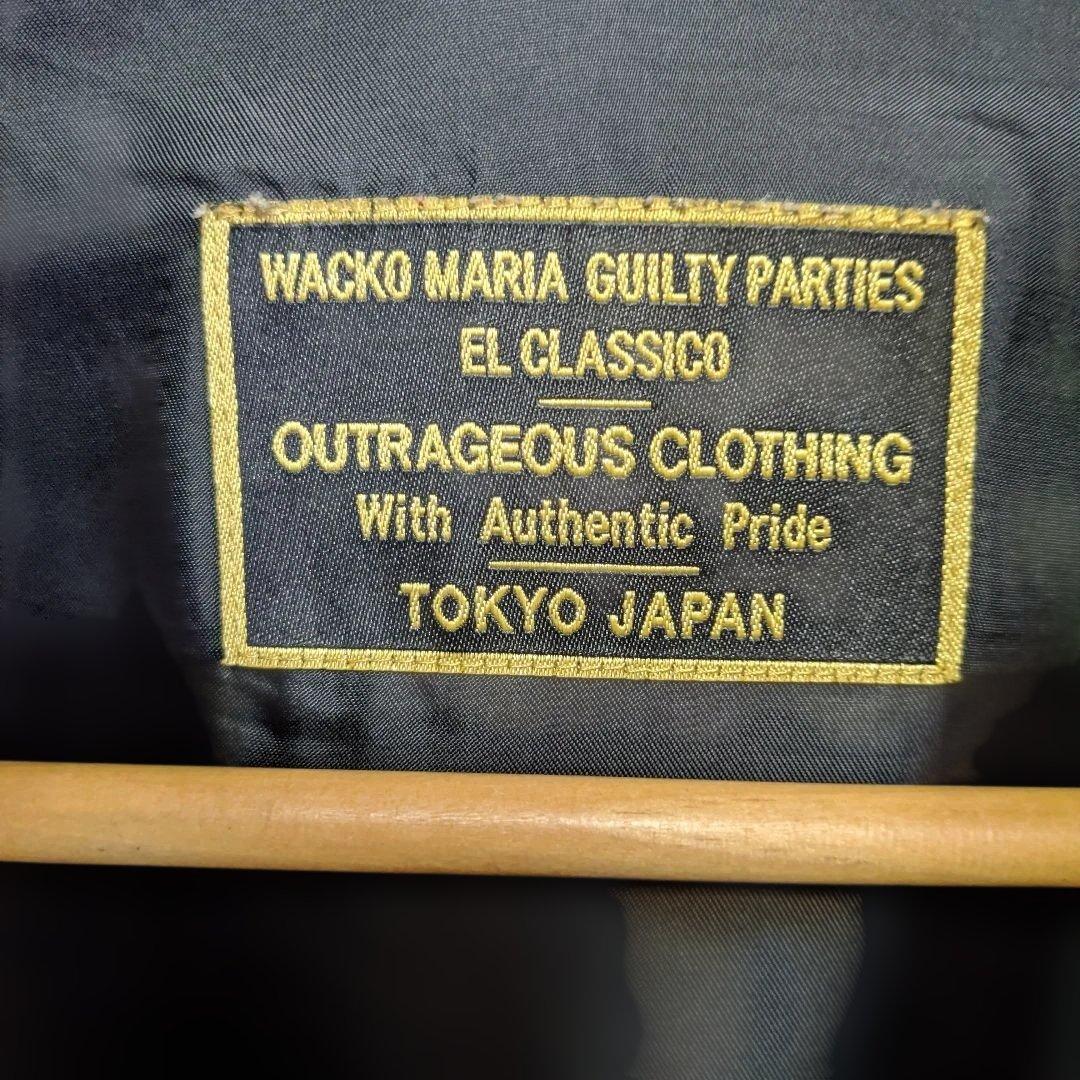 WACKO MARIA GUILTY PARTIES
EL CLASSICO
OUTRAGEOUS CLOTHING
With Authentic Pride
TOKYO JAPAN